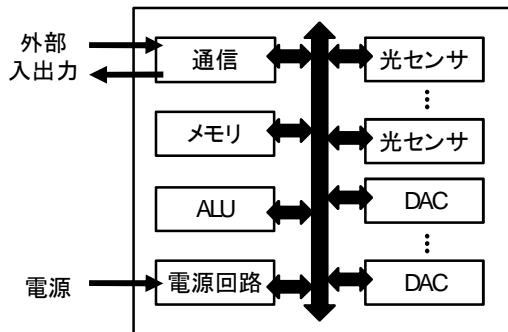 外部
入出力
通信
メモリ
ALU
電源
電源回路
光センサ
光センサ
DAC
DAC